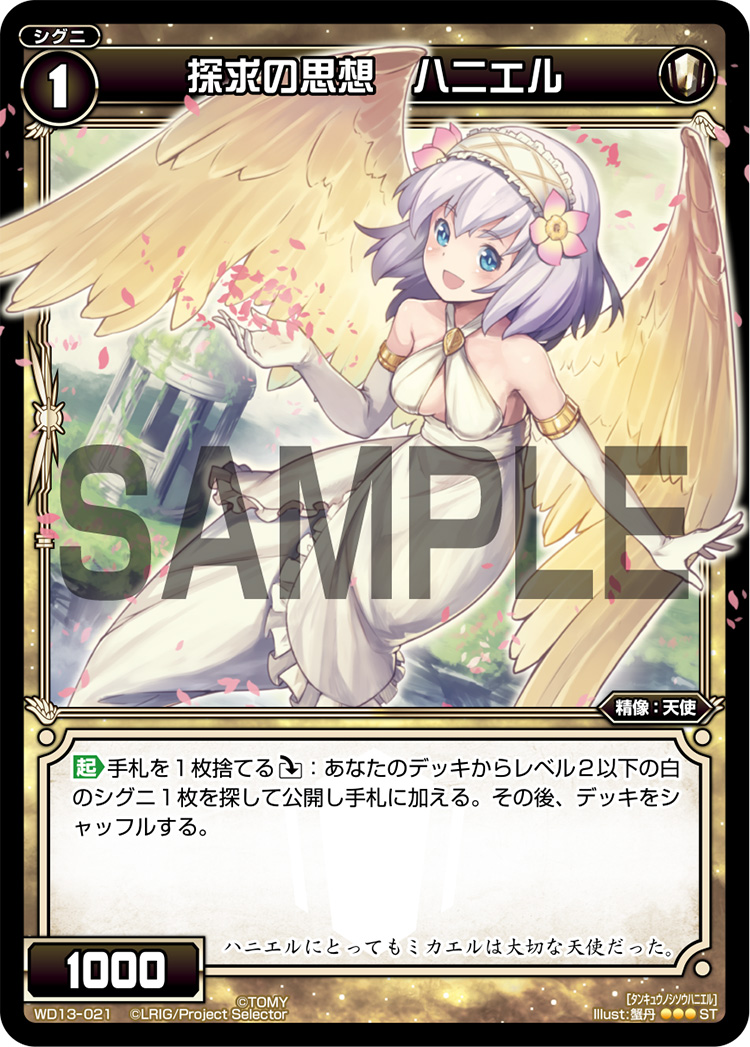 シグニ
1
探求の思想　ハニエル
SAMPLE
精像：天使
起 手札を１枚捨てる：あなたのデッキからレベル２以下の白
のシグニ１枚を探して公開し手札に加える。その後、デッキをシ
ャッフルする。
ハニエルにとってもミカエルは大切な天使だった。
1000
WD13-021 ©LRIG/Project Selector
©TOMY
[タンキュウノシソウハニエル]
Illust:蟹丹 ST